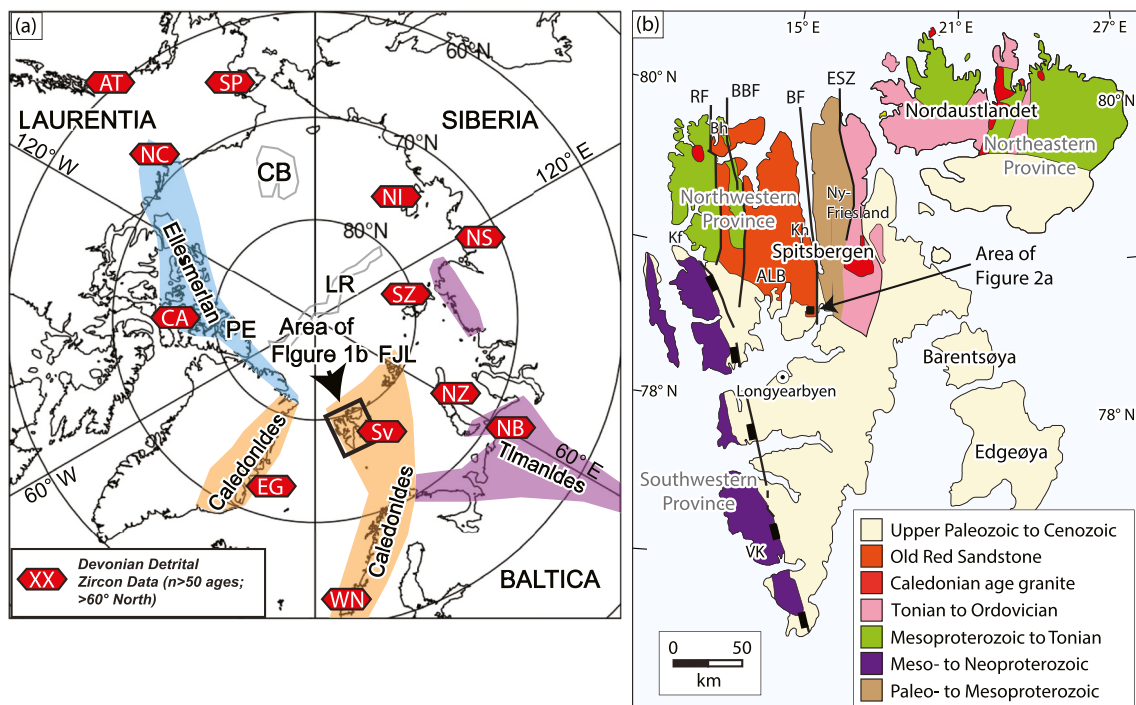 (a)
60°N
AT
SP
LAURENTIA
SIBERIA
70°N
120° W
120° E
NC
CB
NI
NS
80°N
Ellesmerian
LR
SZ
CA
PE
Area of
Figure 1b
FJL
NZ
Sv
NB
60° W
Caledonides
EG
Caledonides
Timanides
60° E
XX
Devonian Detrital
Zircon Data (n>50 ages;
>60° North)
BALTICA
WN
(b)
15° E
21° E
27° E
80° N
80° N
RF
BBF
BF
ESZ
Bh
Nordaustlandet
Northeastern
Province
Northwestern
Province
Ny-
Friesland
Kf
Kh
Spitsbergen
ALB
Area of
Figure 2a
Barentsøya
78° N
78° N
Longyearbyen
Edgeøya
Southwestern
Province
VK
0
50
km
Upper Paleozoic to Cenozoic
Old Red Sandstone
Caledonian age granite
Tonian to Ordovician
Mesoproterozoic to Tonian
Meso- to Neoproterozoic
Paleo- to Mesoproterozoic